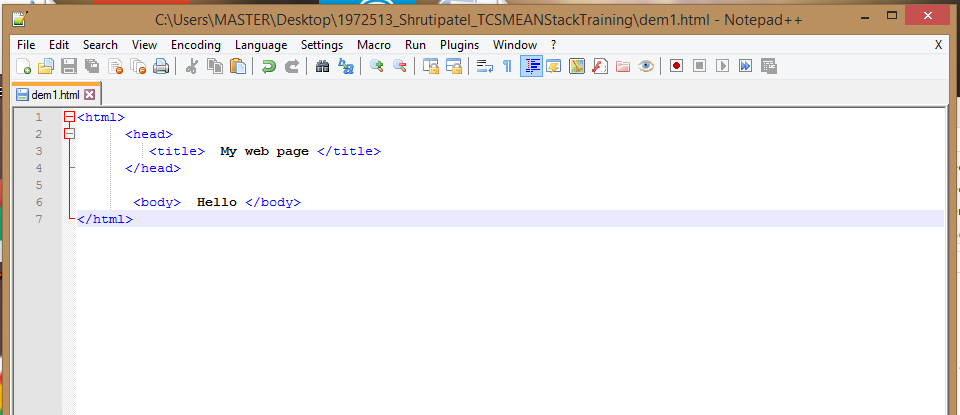 C:\Users\MASTER\Desktop\1972513_Shrutipatel_TCSMEANStackTraining\dem1.html - Notepad++
File Edit Search View Encoding Language Settings Macro Run Plugins Window ? X
dem1.html
1 <html>
2 <head>
3 <title> My web page </title>
4 </head>
5
6 <body> Hello </body>
7 </html>